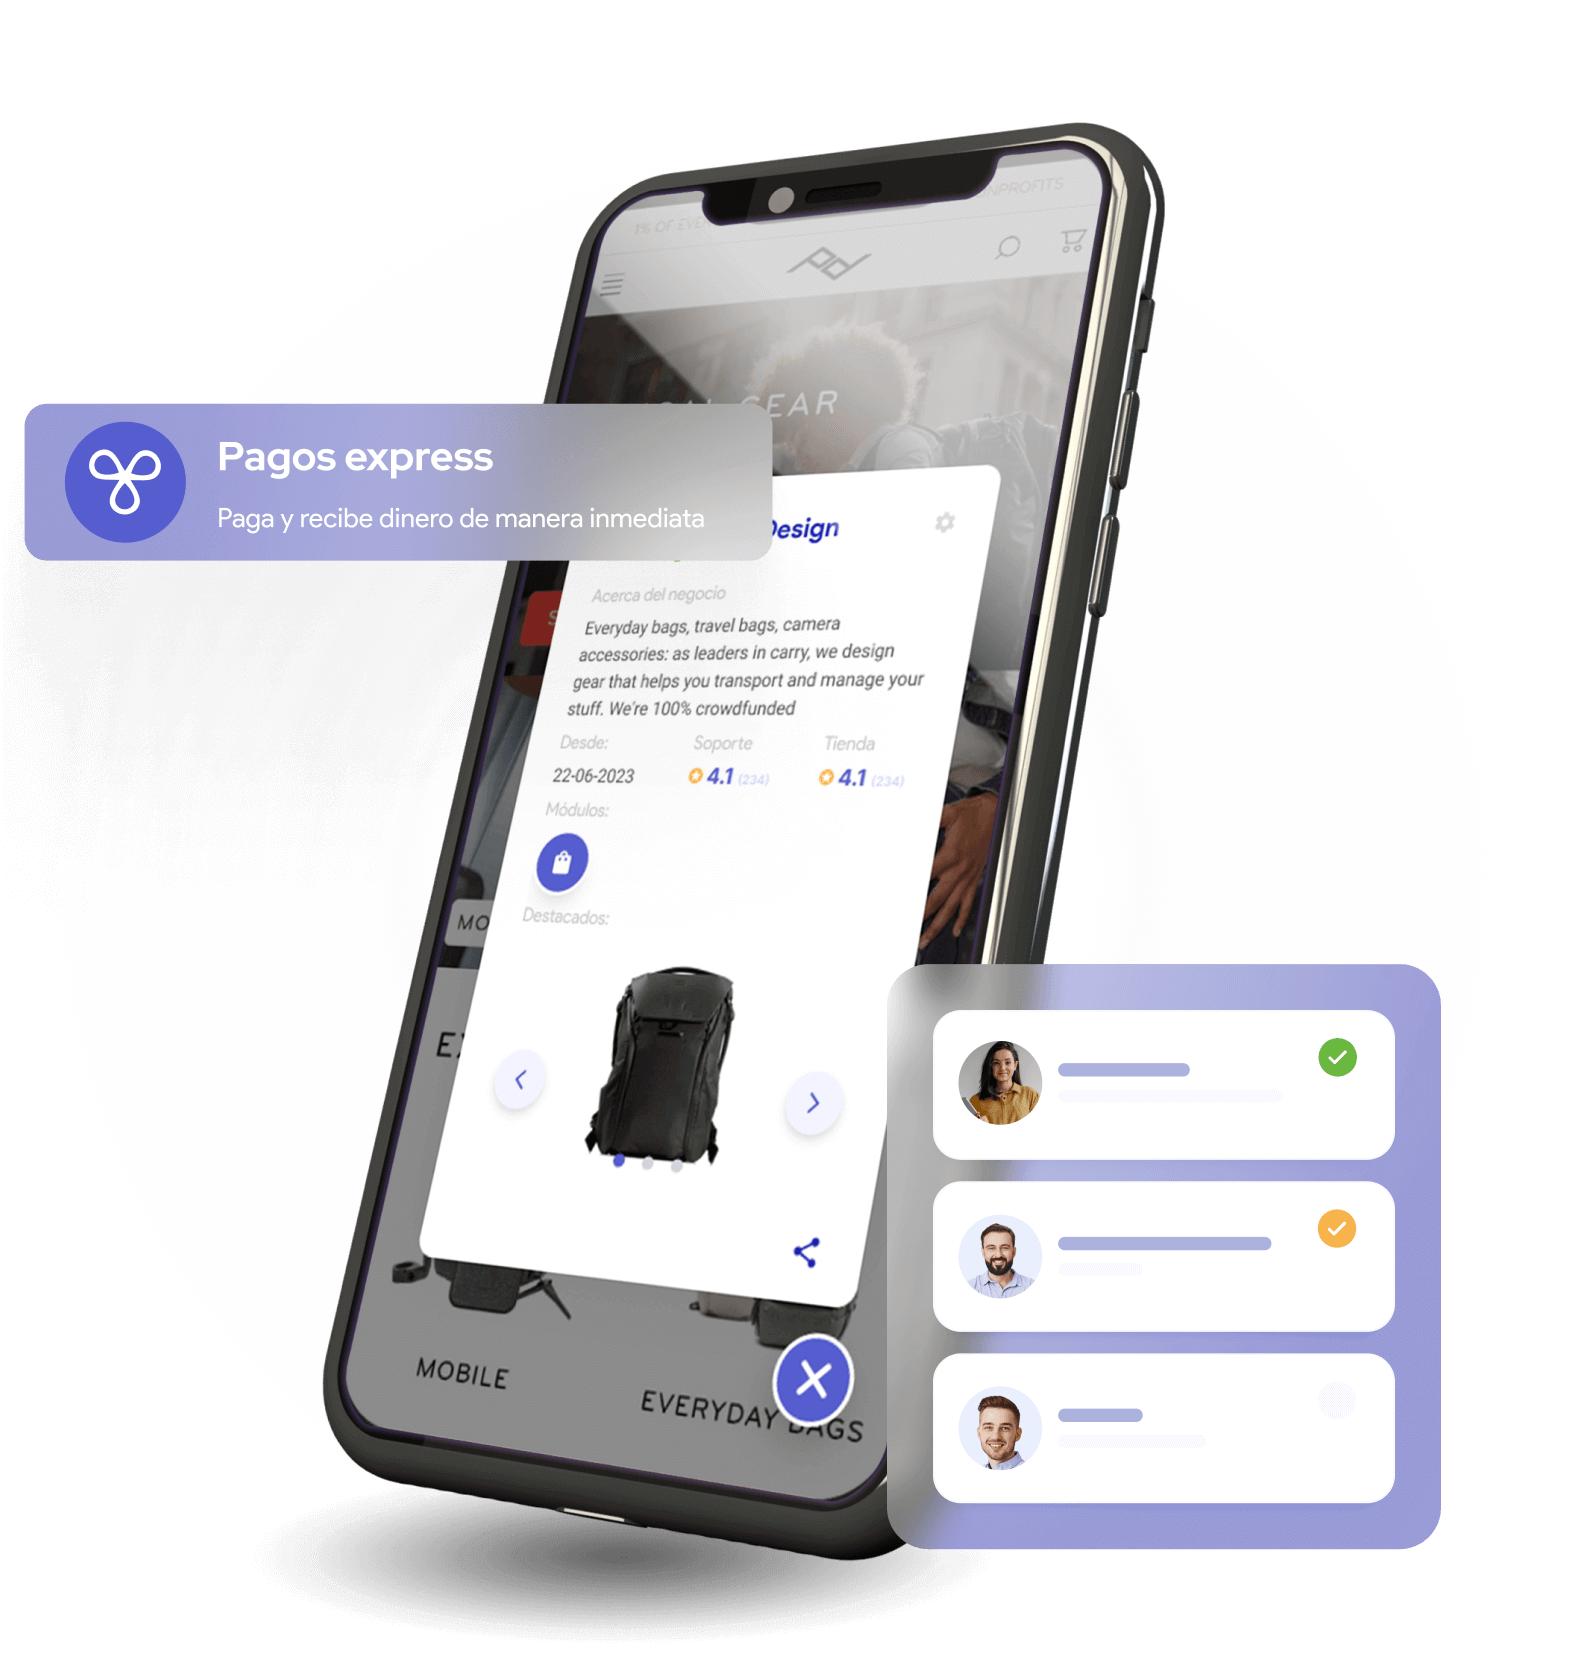 1% OF EVE
NPROFITS
GEAR
Pagos express
Paga y recibe dinero de manera inmediata
Design
Acerca del negocio
Everyday bags, travel bags, camera
accessories: as leaders in carry, we design
gear that helps you transport and manage your
stuff. We're 100% crowdfunded
Desde: Soporte Tienda
22-06-2023 4.1 (234) 4.1 (234)
Módulos:
MO
Destacados:
MOBILE
EVERYDAY BAGS